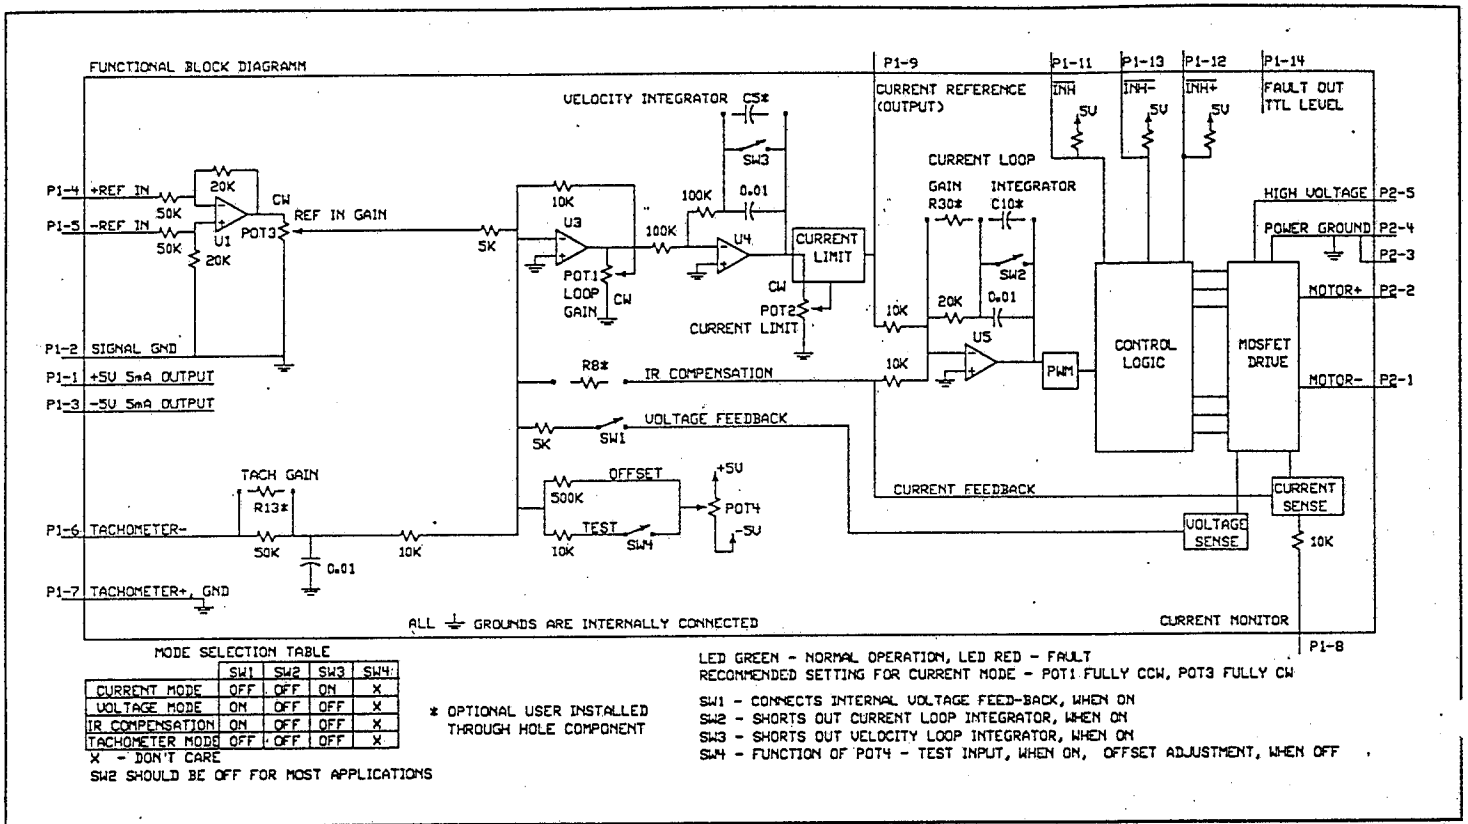 FUNCTIONAL BLOCK DIAGRAMM
P1-9
P1-11
P1-13
P1-12
P1-14
CURRENT REFERENCE
(OUTPUT)
INH
INH-
INH+
FAULT OUT
TTL LEVEL
5V
5V
5V
VELOCITY INTEGRATOR
C5*
SW3
0.01
100K
CURRENT LOOP
GAIN
INTEGRATOR
R30*
C10*
SW2
20K
0.01
P1-4 +REF IN
50K
20K
CW
U1
POT3
REF IN GAIN
P1-5 -REF IN
50K
20K
5K
10K
U3
POT1
LOOP
GAIN
CW
100K
U4
CURRENT
LIMIT
CW
POT2
CURRENT LIMIT
10K
10K
U5
PWM
CONTROL
LOGIC
MOSFET
DRIVE
HIGH VOLTAGE P2-5
POWER GROUND P2-4
P2-3
MOTOR+ P2-2
MOTOR- P2-1
P1-2 SIGNAL GND
P1-1 +5V 5mA OUTPUT
P1-3 -5V 5mA OUTPUT
R8*
IR COMPENSATION
5K
SW1
VOLTAGE FEEDBACK
OFFSET
500K
TEST
10K
SW4
+5V
POT4
-5V
CURRENT FEEDBACK
CURRENT
SENSE
VOLTAGE
SENSE
10K
TACH GAIN
R13*
P1-6 TACHOMETER-
50K
0.01
10K
P1-7 TACHOMETER+, GND
ALL GROUNDS ARE INTERNALLY CONNECTED
CURRENT MONITOR
P1-8
MODE SELECTION TABLE
SW1 SW2 SW3 SW4
CURRENT MODE OFF OFF ON X
VOLTAGE MODE ON OFF OFF X
IR COMPENSATION ON OFF OFF X
TACHOMETER MODE OFF OFF OFF X
X - DON'T CARE
SW2 SHOULD BE OFF FOR MOST APPLICATIONS
* OPTIONAL USER INSTALLED
THROUGH HOLE COMPONENT
LED GREEN - NORMAL OPERATION, LED RED - FAULT
RECOMMENDED SETTING FOR CURRENT MODE - POT1 FULLY CCW, POT3 FULLY CW
SW1 - CONNECTS INTERNAL VOLTAGE FEED-BACK, WHEN ON
SW2 - SHORTS OUT CURRENT LOOP INTEGRATOR, WHEN ON
SW3 - SHORTS OUT VELOCITY LOOP INTEGRATOR, WHEN ON
SW4 - FUNCTION OF POT4 - TEST INPUT, WHEN ON, OFFSET ADJUSTMENT, WHEN OFF